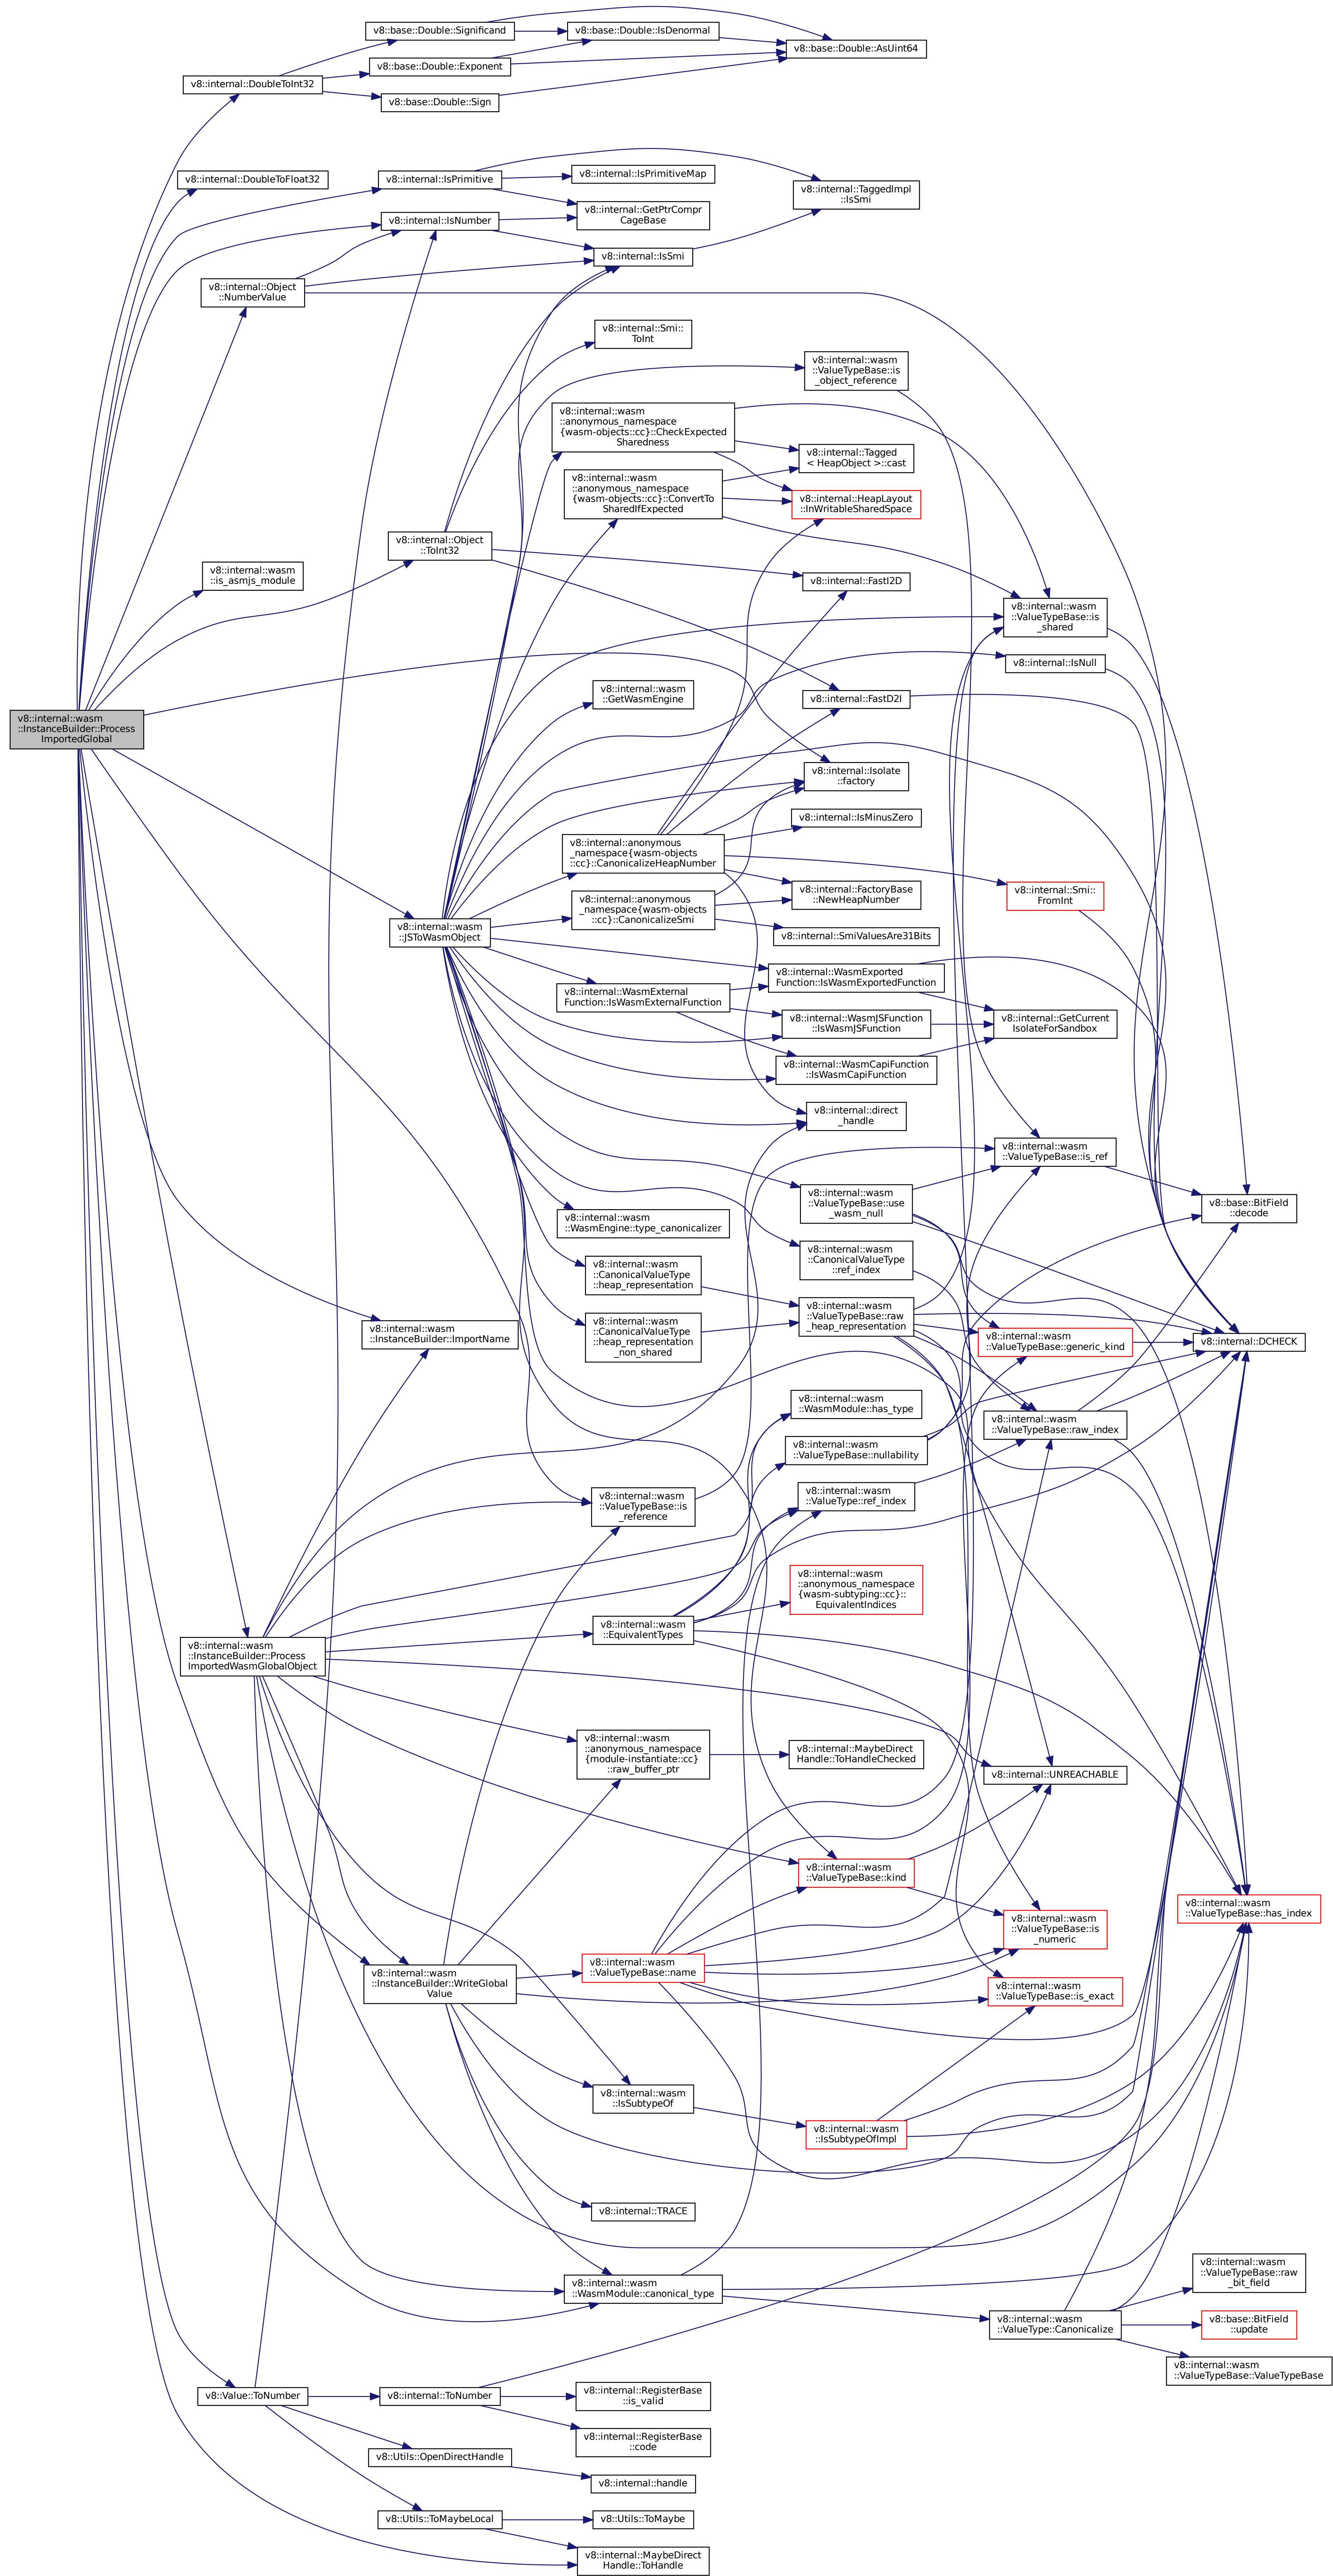 v8::base::Double::Significand
v8::base::Double::IsDenormal
v8::base::Double::AsUint64
v8::base::Double::Exponent
v8::internal::DoubleToInt32
v8::base::Double::Sign
v8::internal::DoubleToFloat32
v8::internal::IsPrimitive
v8::internal::IsPrimitiveMap
v8::internal::TaggedImpl
::IsSmi
v8::internal::GetPtrCompr
CageBase
v8::internal::IsNumber
v8::internal::IsSmi
v8::internal::Object
::NumberValue
v8::internal::Smi::
ToInt
v8::internal::wasm
::ValueTypeBase::is
_object_reference
v8::internal::wasm
::anonymous_namespace
{wasm-objects::cc}::CheckExpected
Sharedness
v8::internal::Tagged
< HeapObject >::cast
v8::internal::wasm
::anonymous_namespace
{wasm-objects::cc}::ConvertTo
SharedIfExpected
v8::internal::HeapLayout
::InWritableSharedSpace
v8::internal::Object
::ToInt32
v8::internal::wasm
::is_asmjs_module
v8::internal::FastI2D
v8::internal::wasm
::ValueTypeBase::is
_shared
v8::internal::IsNull
v8::internal::wasm
::GetWasmEngine
v8::internal::FastD2I
v8::internal::wasm
::InstanceBuilder::Process
ImportedGlobal
v8::internal::Isolate
::factory
v8::internal::IsMinusZero
v8::internal::anonymous
_namespace{wasm-objects
::cc}::CanonicalizeHeapNumber
v8::internal::FactoryBase
::NewHeapNumber
v8::internal::Smi::
FromInt
v8::internal::anonymous
_namespace{wasm-objects
::cc}::CanonicalizeSmi
v8::internal::wasm
::JSToWasmObject
v8::internal::SmiValuesAre31Bits
v8::internal::WasmExported
Function::IsWasmExportedFunction
v8::internal::WasmExternal
Function::IsWasmExternalFunction
v8::internal::WasmJSFunction
::IsWasmJSFunction
v8::internal::GetCurrent
IsolateForSandbox
v8::internal::WasmCapiFunction
::IsWasmCapiFunction
v8::internal::direct
_handle
v8::internal::wasm
::ValueTypeBase::is_ref
v8::internal::wasm
::ValueTypeBase::use
_wasm_null
v8::base::BitField
::decode
v8::internal::wasm
::WasmEngine::type_canonicalizer
v8::internal::wasm
::CanonicalValueType
::ref_index
v8::internal::wasm
::CanonicalValueType
::heap_representation
v8::internal::wasm
::ValueTypeBase::raw
_heap_representation
v8::internal::wasm
::InstanceBuilder::ImportName
v8::internal::wasm
::CanonicalValueType
::heap_representation
_non_shared
v8::internal::wasm
::ValueTypeBase::generic_kind
v8::internal::DCHECK
v8::internal::wasm
::WasmModule::has_type
v8::internal::wasm
::ValueTypeBase::raw_index
v8::internal::wasm
::ValueTypeBase::nullability
v8::internal::wasm
::ValueTypeBase::is
_reference
v8::internal::wasm
::ValueType::ref_index
v8::internal::wasm
::anonymous_namespace
{wasm-subtyping::cc}::
EquivalentIndices
v8::internal::wasm
::EquivalentTypes
v8::internal::wasm
::InstanceBuilder::Process
ImportedWasmGlobalObject
v8::internal::wasm
::anonymous_namespace
{module-instantiate::cc}
::raw_buffer_ptr
v8::internal::MaybeDirect
Handle::ToHandleChecked
v8::internal::UNREACHABLE
v8::internal::wasm
::ValueTypeBase::kind
v8::internal::wasm
::ValueTypeBase::has_index
v8::internal::wasm
::ValueTypeBase::is
_numeric
v8::internal::wasm
::ValueTypeBase::name
v8::internal::wasm
::InstanceBuilder::WriteGlobal
Value
v8::internal::wasm
::ValueTypeBase::is_exact
v8::internal::wasm
::IsSubtypeOf
v8::internal::wasm
::IsSubtypeOfImpl
v8::internal::TRACE
v8::internal::wasm
::WasmModule::canonical_type
v8::internal::wasm
::ValueTypeBase::raw
_bit_field
v8::internal::wasm
::ValueType::Canonicalize
v8::base::BitField
::update
v8::internal::wasm
::ValueTypeBase::ValueTypeBase
v8::Value::ToNumber
v8::internal::ToNumber
v8::internal::RegisterBase
::is_valid
v8::internal::RegisterBase
::code
v8::Utils::OpenDirectHandle
v8::internal::handle
v8::Utils::ToMaybeLocal
v8::Utils::ToMaybe
v8::internal::MaybeDirect
Handle::ToHandle